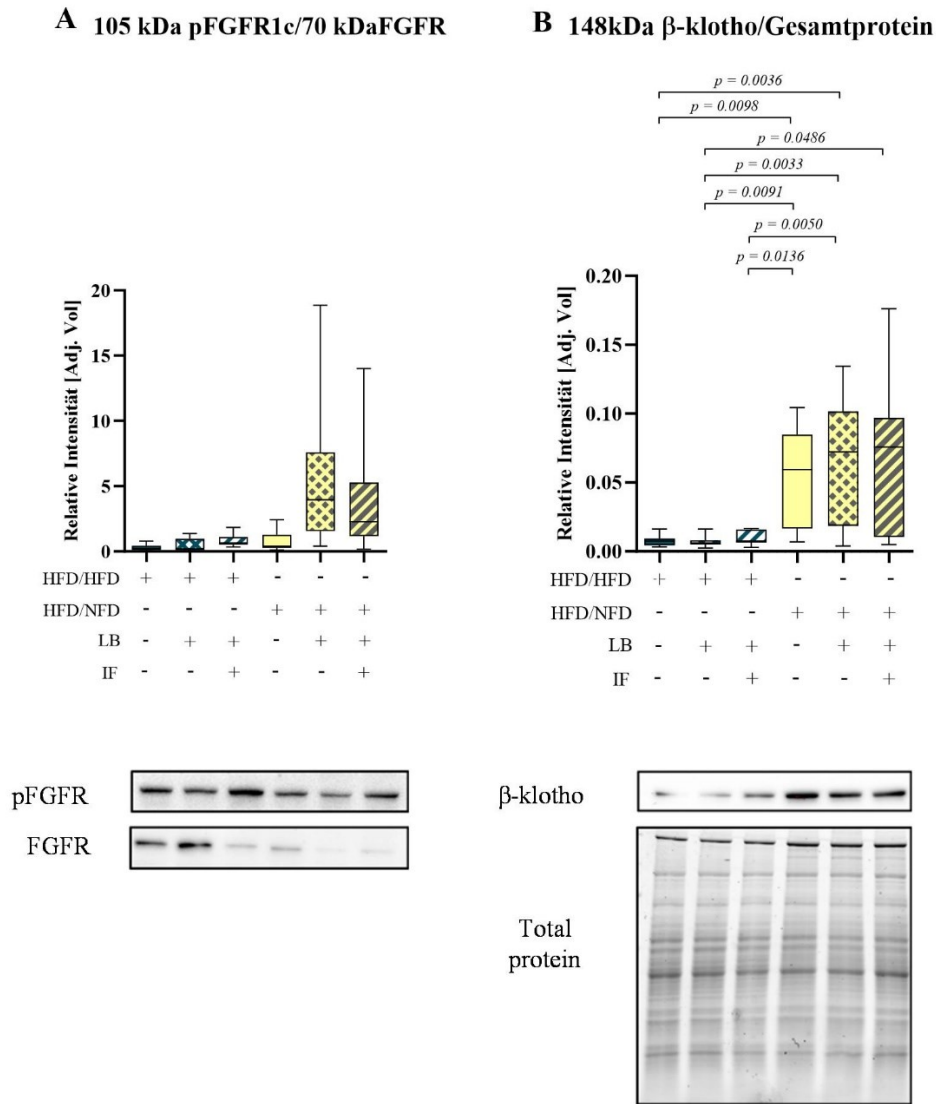 A 105 kDa pFGFR1c/70 kDaFGFR
Relative Intensität [Adj. Vol]
20
15
10
5
0
HFD/HFD + + + - - -
HFD/NFD - - - + + +
LB - + + - + +
IF - - + - - +
pFGFR
FGFR
B 148kDa β-klotho/Gesamtprotein
p = 0.0036
p = 0.0098
p = 0.0486
p = 0.0033
p = 0.0091
p = 0.0050
p = 0.0136
Relative Intensität [Adj. Vol]
0.20
0.15
0.10
0.05
0.00
HFD/HFD + + + - - -
HFD/NFD - - - + + +
LB - + + - + +
IF - - + - - +
β-klotho
Total
protein